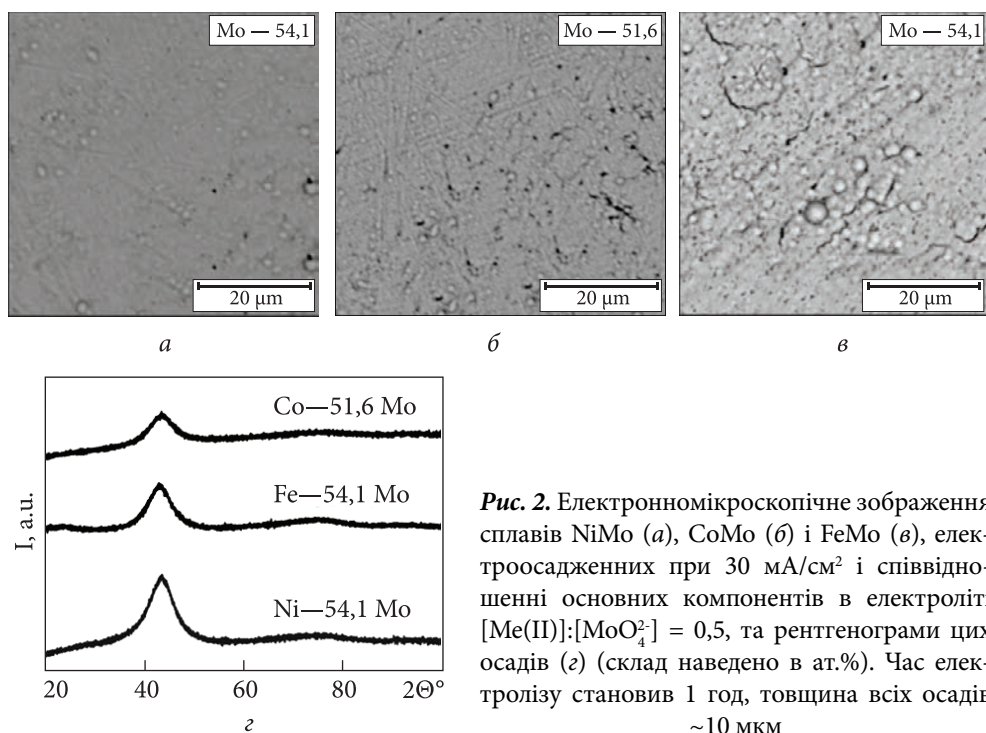 Mo — 54,1
Mo — 51,6
Mo — 54,1
20 μm
20 μm
20 μm
а
б
в
Co—51,6 Mo
Fe—54,1 Mo
Ni—54,1 Mo
I, a.u.
20 40 60 80 2Θ°
г
Рис. 2. Електронномікроскопічне зображення
сплавів NiMo (а), CoMo (б) і FeMo (в), елек-
троосадженних при 30 мА/см² і співвідно-
шенні основних компонентів в електроліті
[Me(II)]:[MoO₄²⁻] = 0,5, та рентгенограми цих
осадів (г) (склад наведено в ат.%). Час елек-
тролізу становив 1 год, товщина всіх осадів
~10 мкм